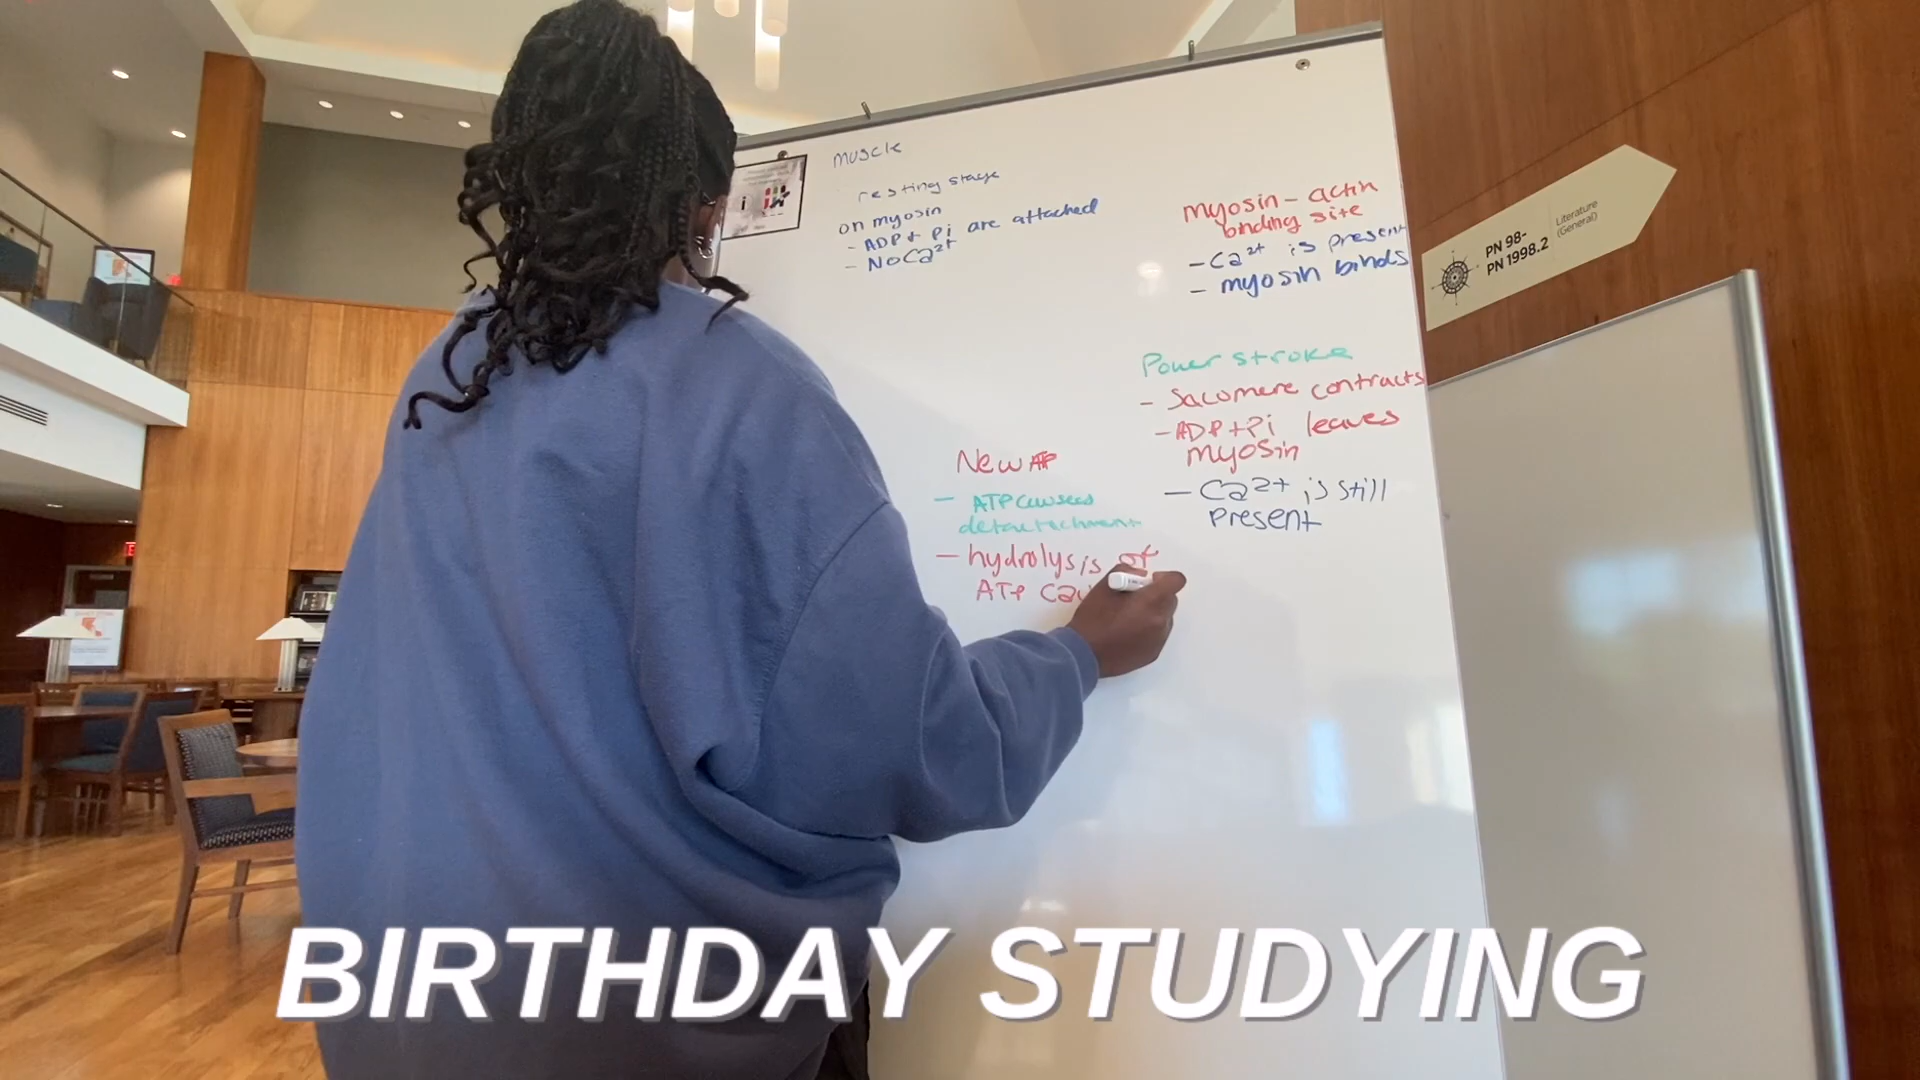 muscle
resting stage
on myosin
- ADP + Pi are attached
- No Ca2+
myosin - actin
binding site
- Ca2+ is present
- myosin binds
Power stroke
- Sacomere contracts
- ADP + Pi leaves
myosin
- Ca2+ is still
present
New ATP
- ATP causes
- hydrolysis of
ATP
PN 98-
PN 1998.2
Literature
(General)
BIRTHDAY STUDYING